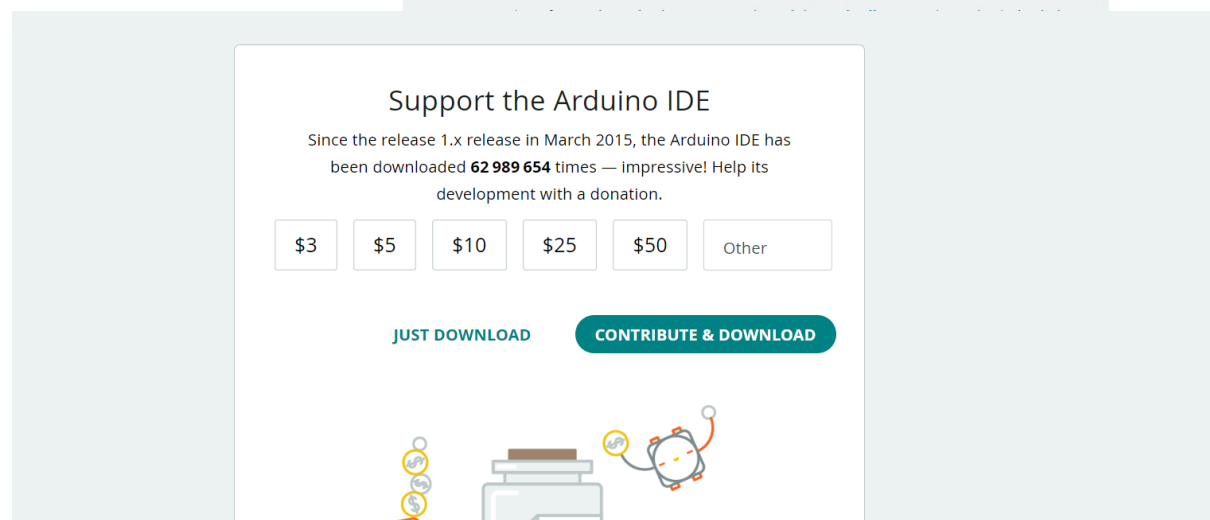 Support the Arduino IDE
Since the release 1.x release in March 2015, the Arduino IDE has
been downloaded 62 989 654 times — impressive! Help its
development with a donation.
$3 $5 $10 $25 $50 Other
JUST DOWNLOAD CONTRIBUTE & DOWNLOAD